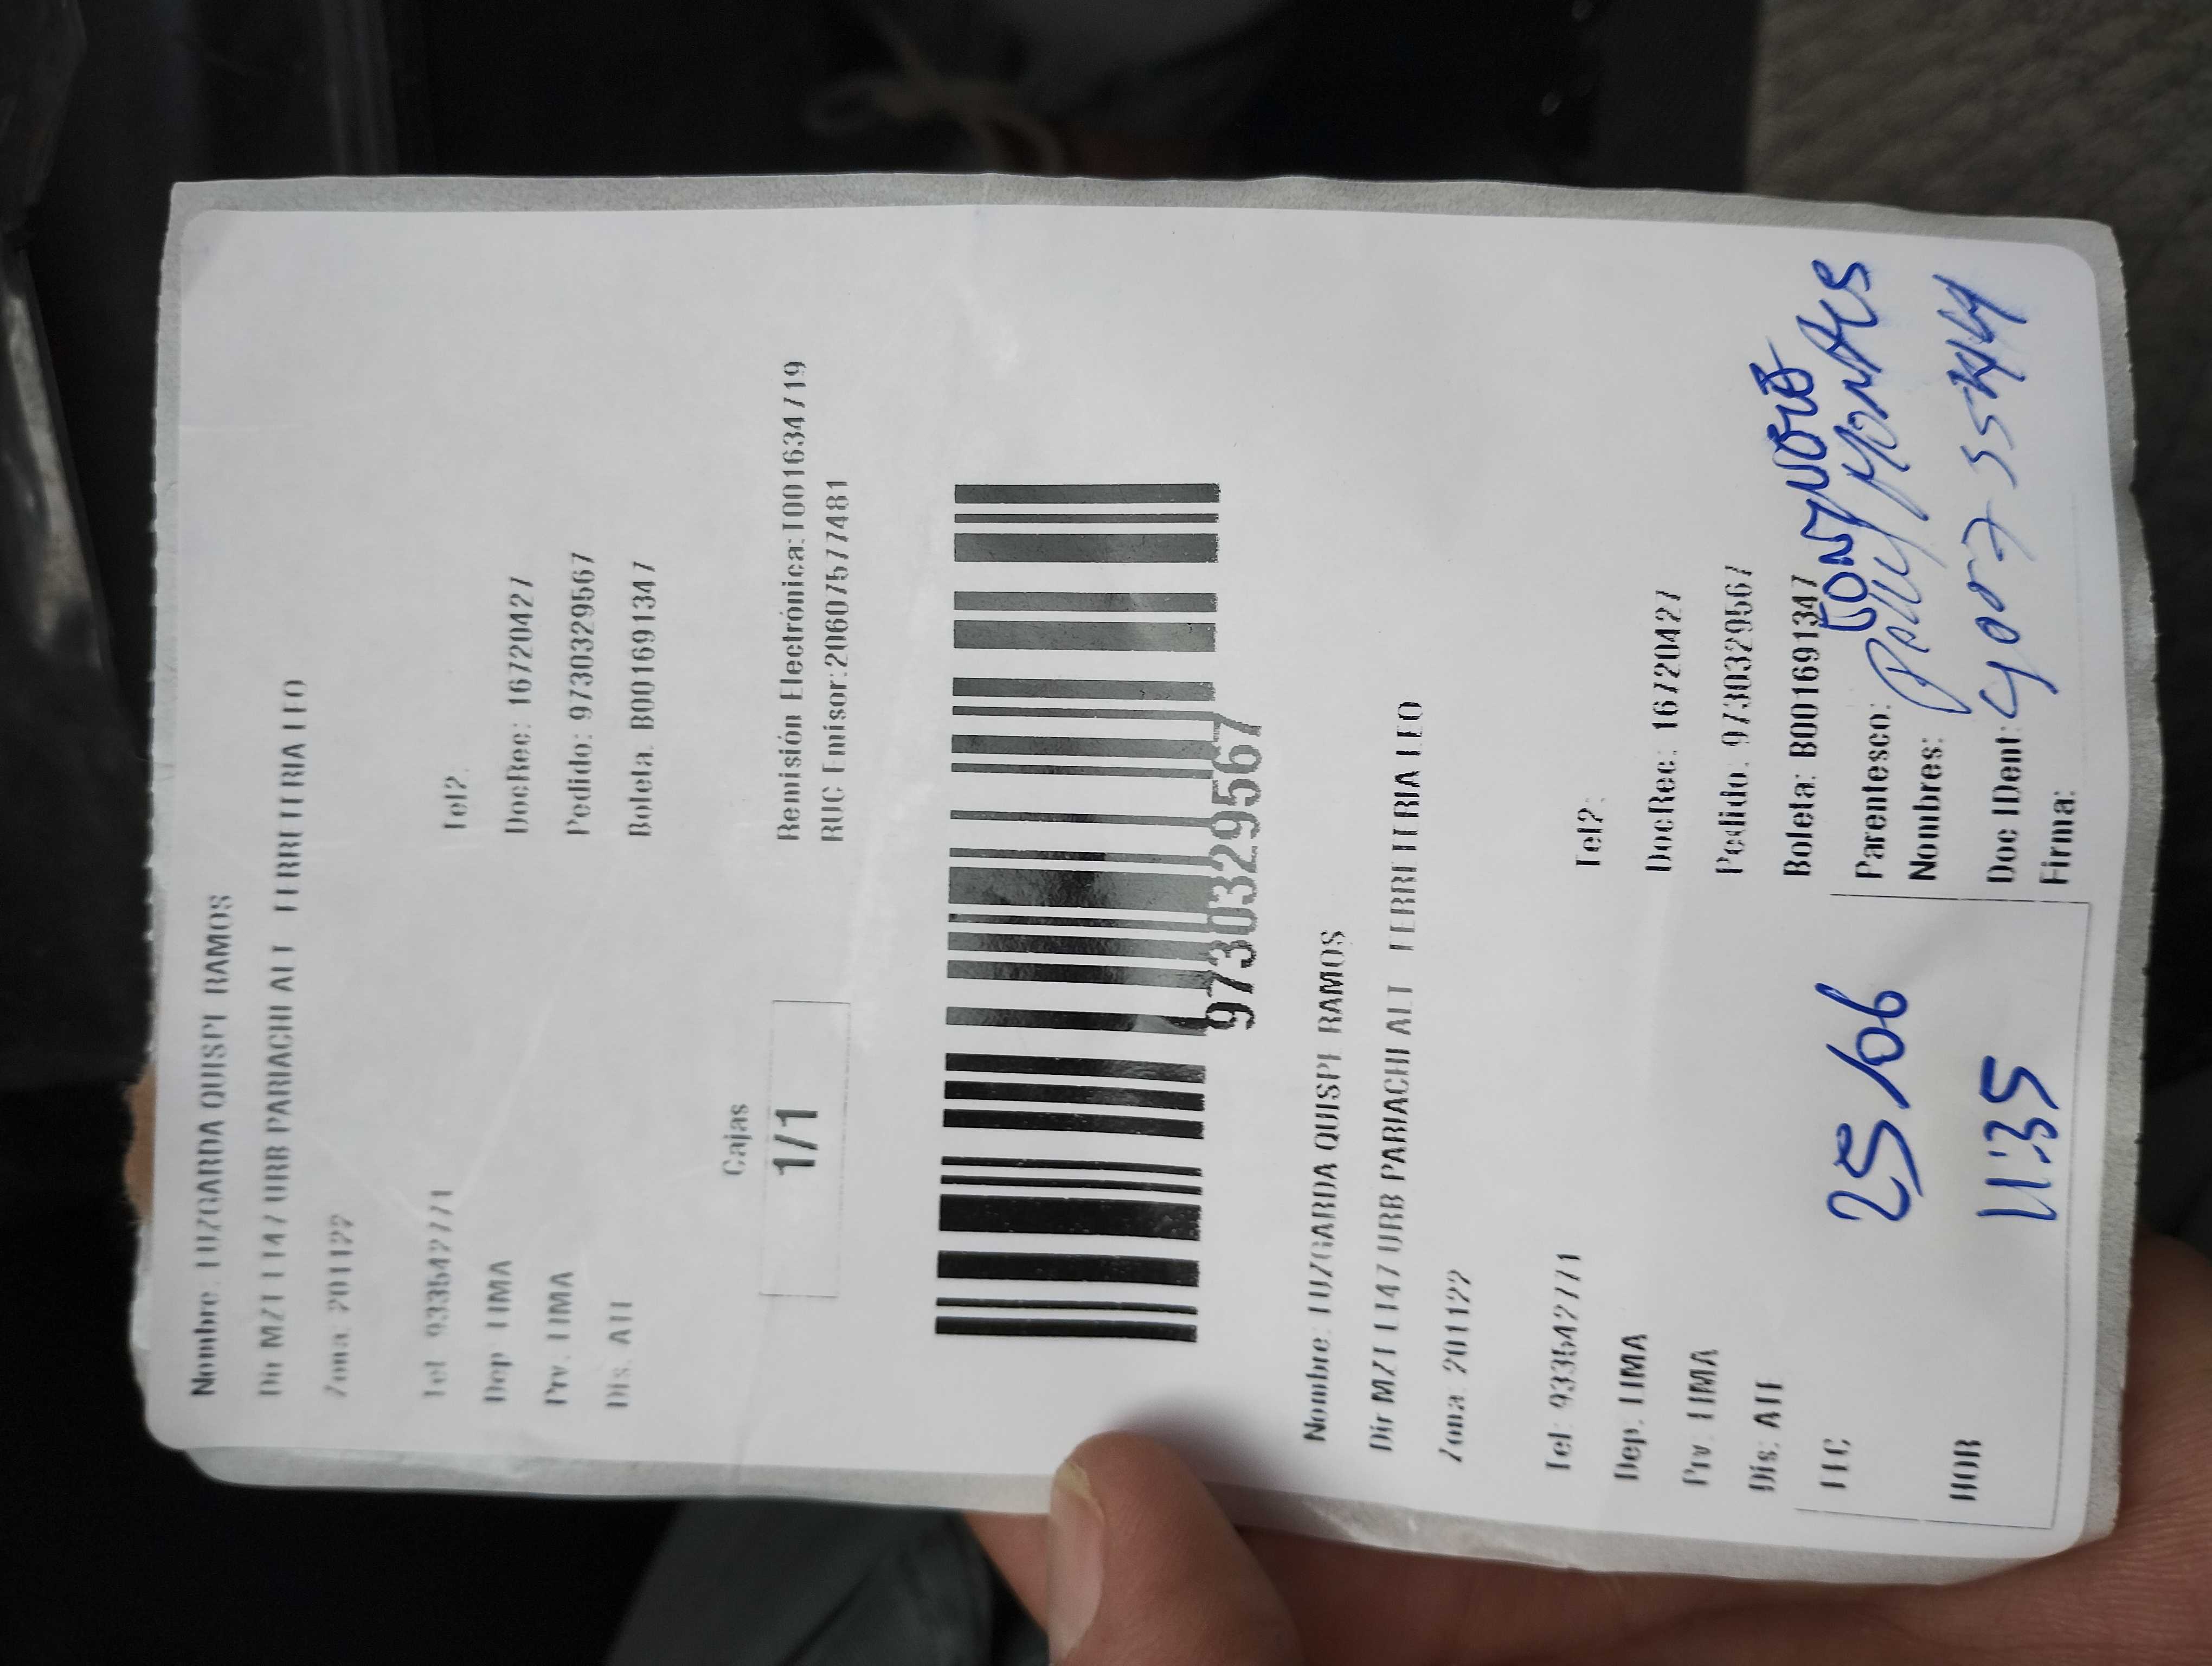 Nombre: LUZGARDA QUISPE RAMOS
Dir MZ I LT 47 URB PARIACHI ALT FERRETERIA LEO
Zona: 201122
Tel: 933542771 Tel2:
Dep: LIMA DocRec: 16720427
Prv. LIMA Pedido: 9730329567
Dis. ATE Boleta: B001691347
Cajas
1/1
Remisión Electrónica: T001634719
RUC Emisor:20607577481
9730329567
Nombre: LUZGARDA QUISPE RAMOS
Dir MZ I LT 47 URB PARIACHI ALT FERRETERIA LEO
Zona: 201122
Tel: 933542771 Tel2:
Dep. LIMA DocRec: 16720427
Prv. LIMA Pedido: 9730329567
Dis. ATE Boleta: B001691347
FEC 25/06
HOR 11:35
Parentesco:
Nombres:
Doc IDent:
Firma: